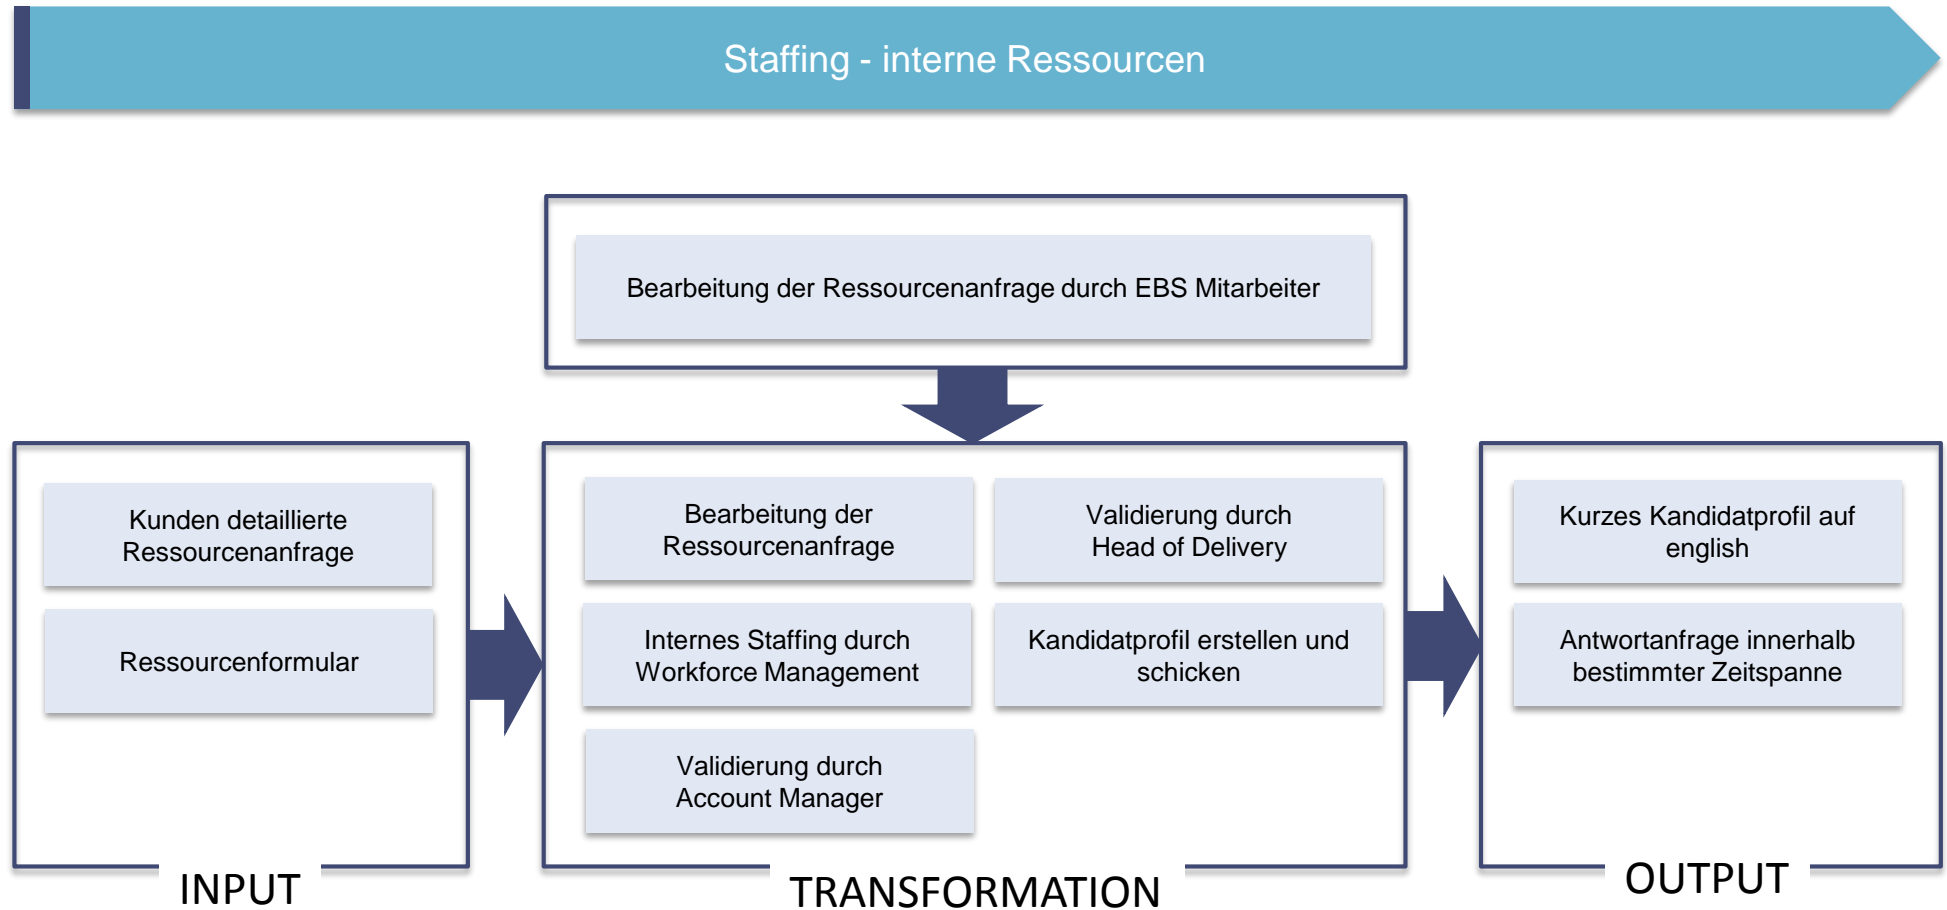 Staffing - interne Ressourcen
Bearbeitung der Ressourcenanfrage durch EBS Mitarbeiter
Kunden detaillierte
Ressourcenanfrage
Ressourcenformular
INPUT
Bearbeitung der
Ressourcenanfrage
Internes Staffing durch
Workforce Management
Validierung durch
Account Manager
Validierung durch
Head of Delivery
Kandidatprofil erstellen und
schicken
TRANSFORMATION
Kurzes Kandidatprofil auf
english
Antwortanfrage innerhalb
bestimmter Zeitspanne
OUTPUT